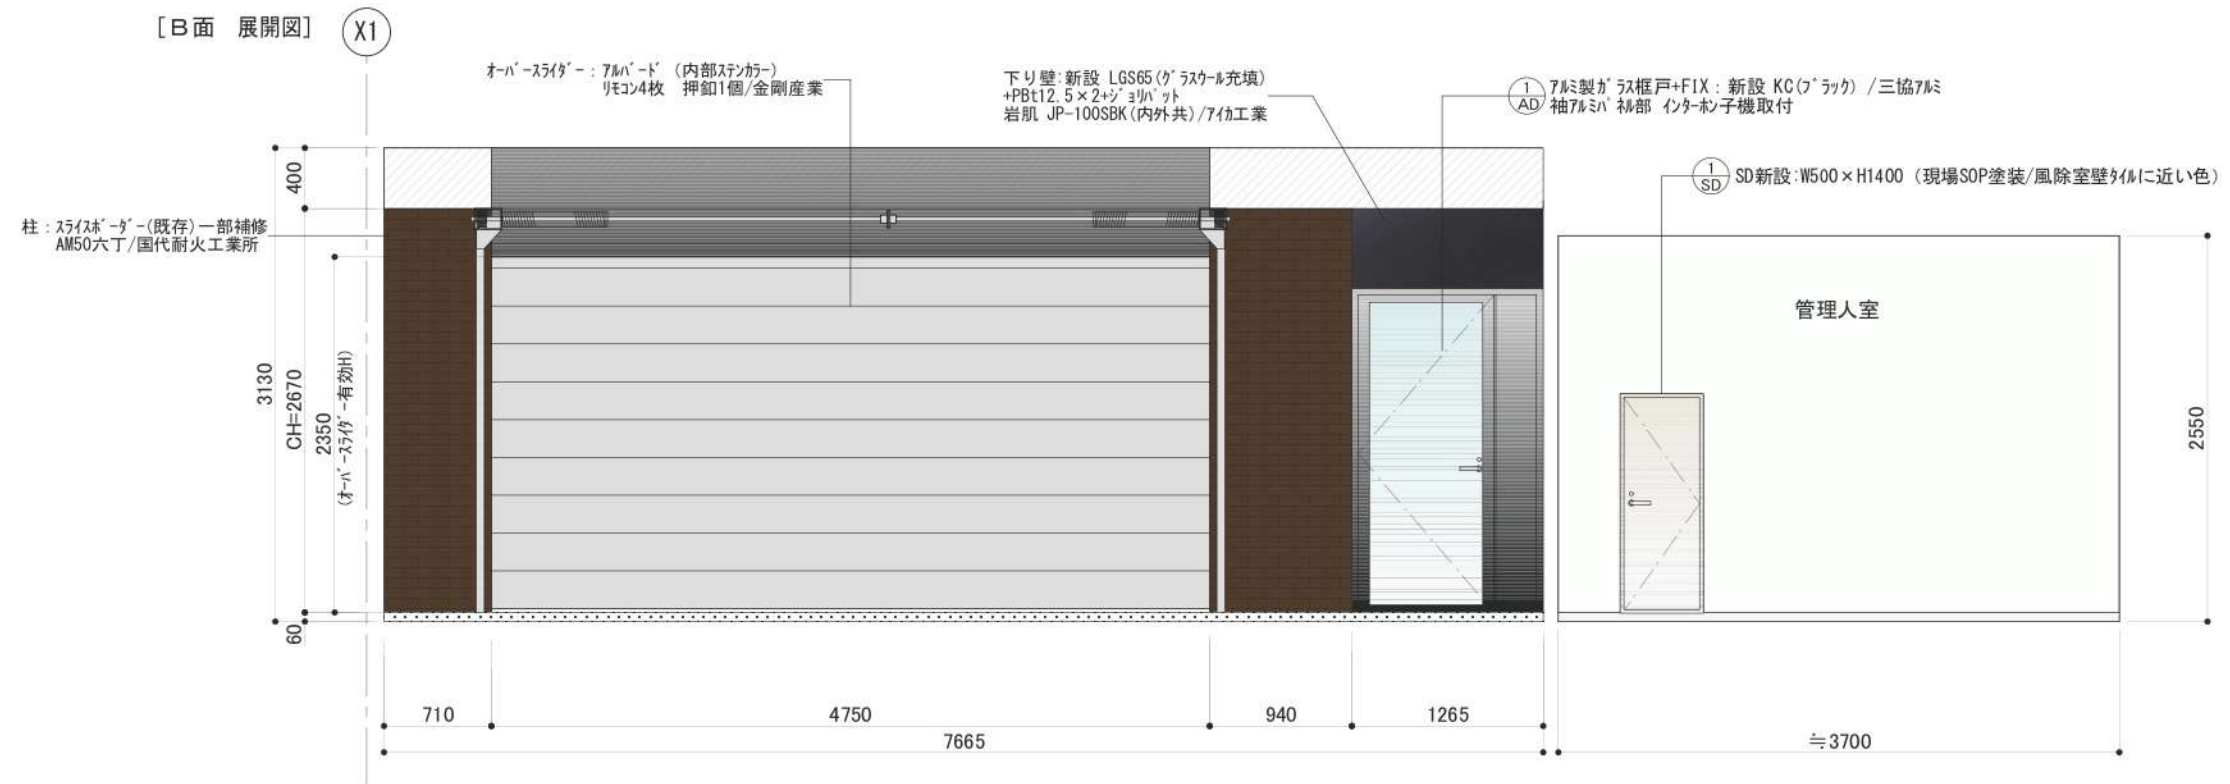 [B面 展開図]
X1
オーバースライダー：アルバード（内部ステンカラー）
リモコン4枚 押釦1個/金剛産業
下り壁:新設 LGS65(グラスウール充填)
+PBt12.5×2+ジョリパット
岩肌 JP-100SBK(内外共)/アイカ工業
1
AD
アルミ製ガラス框戸+FIX：新設 KC(ブラック) /三協アルミ
袖アルミパネル部 インターホン子機取付
1
SD
SD新設:W500×H1400（現場SOP塗装/風除室壁タイルに近い色）
柱：スライスボーダー(既存)一部補修
AM50六丁/国代耐火工業所
400
3130
CH=2670
2350
(オーバースライダー有効H)
60
管理人室
2550
710
4750
940
1265
7665
≒3700